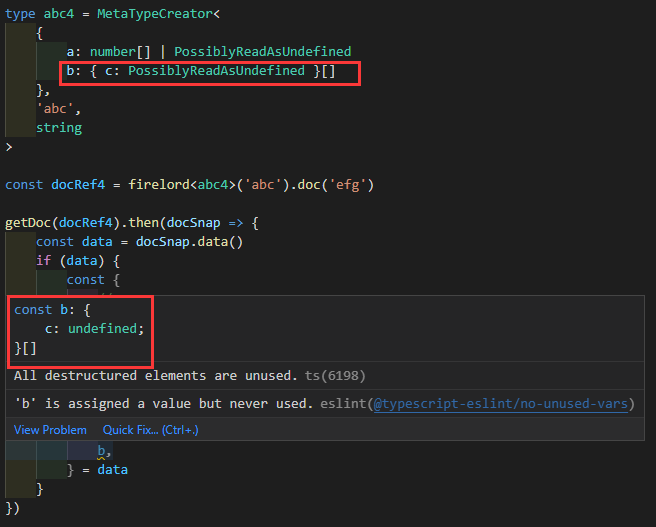 type abc4 = MetaTypeCreator<
{
a: number[] | PossiblyReadAsUndefined
b: { c: PossiblyReadAsUndefined }[]
},
'abc',
string
>
const docRef4 = firelord<abc4>('abc').doc('efg')
getDoc(docRef4).then(docSnap => {
const data = docSnap.data()
if (data) {
const {
const b: {
c: undefined;
}[]
All destructured elements are unused. ts(6198)
'b' is assigned a value but never used. eslint(@typescript-eslint/no-unused-vars)
View Problem Quick Fix... (Ctrl+.)
b,
} = data
}
})